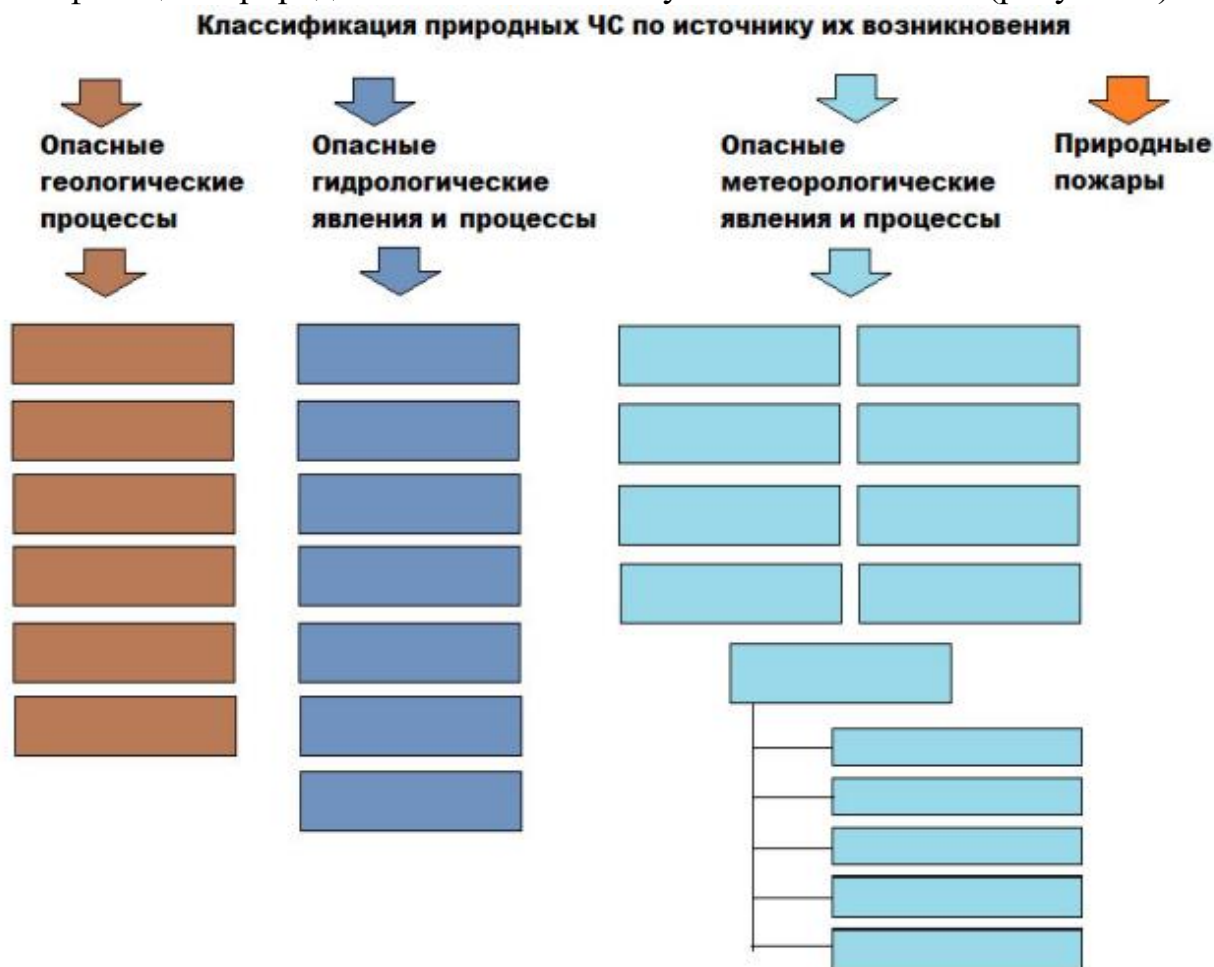 Классификация природных ЧС по источнику их возникновения
Опасные
геологические
процессы
Опасные
гидрологические
явления и процессы
Опасные
метеорологические
явления и процессы
Природные
пожары